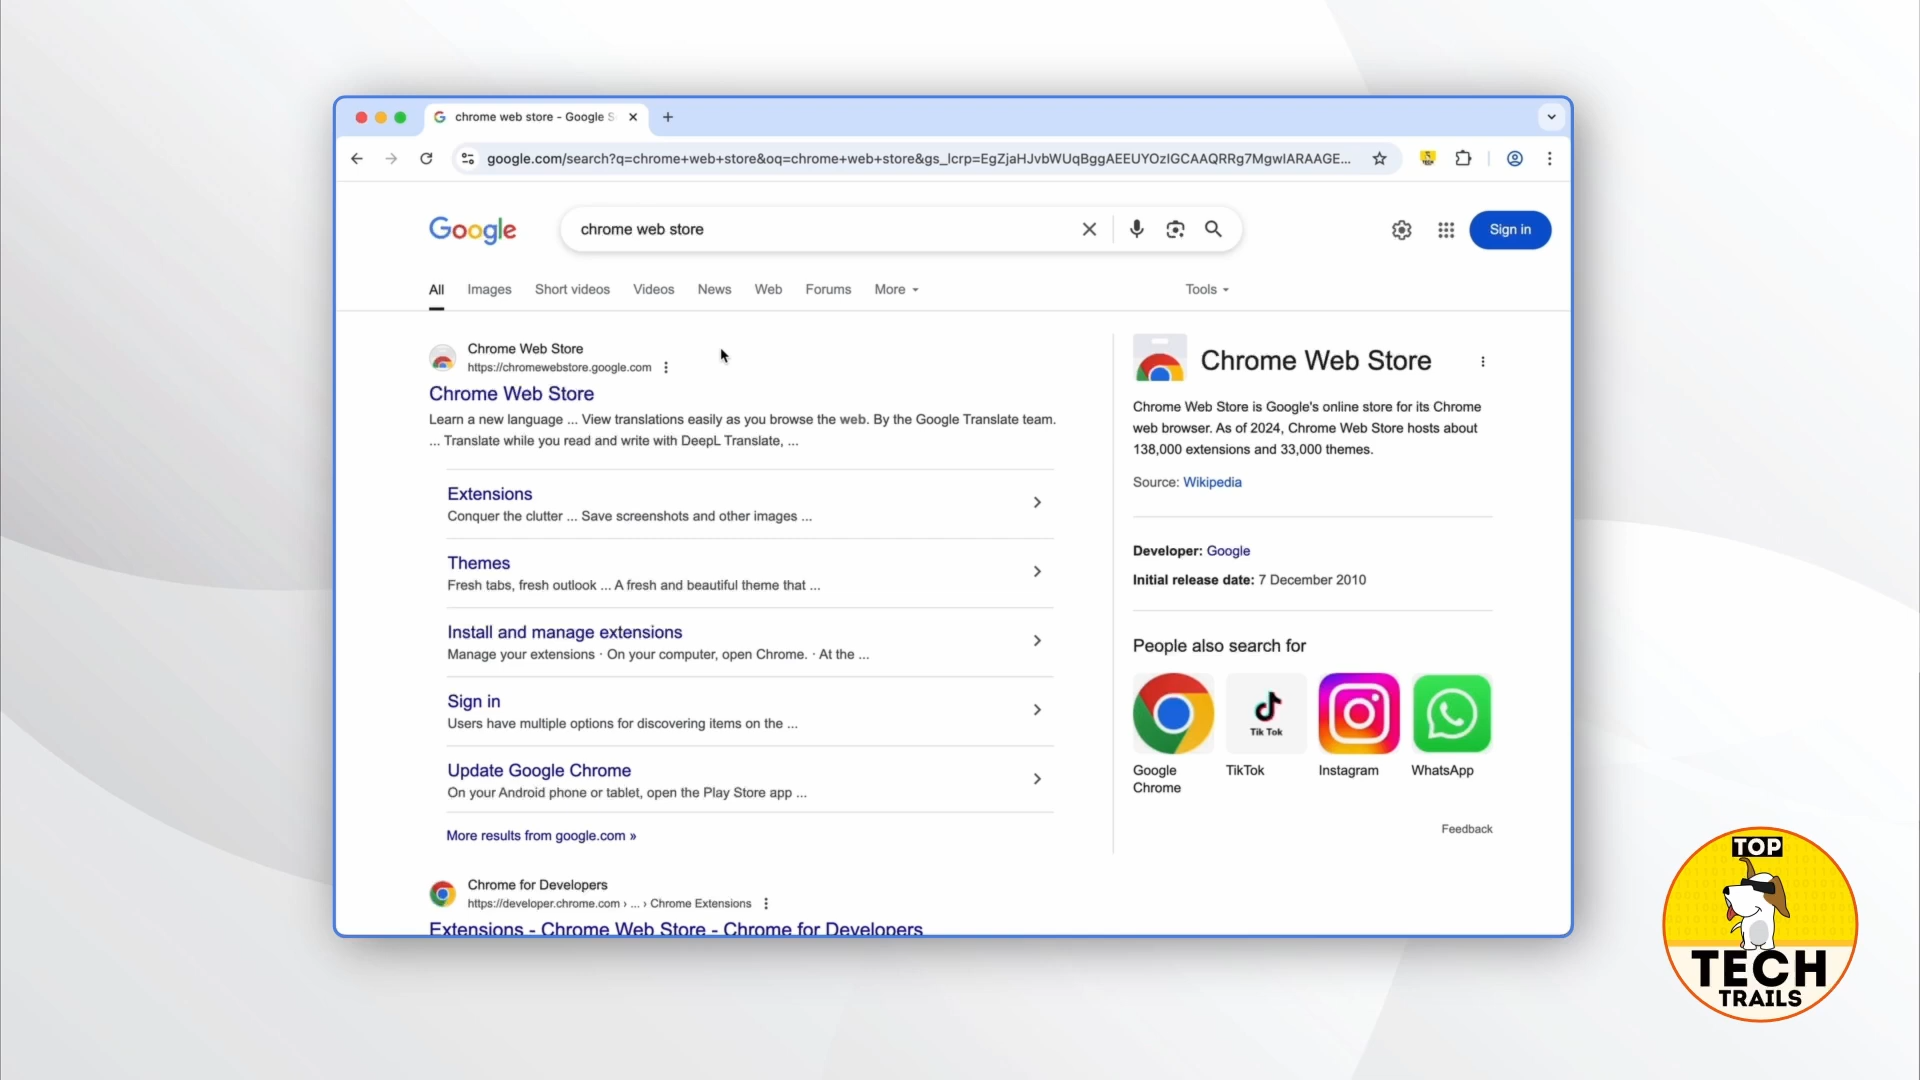 chrome web store - Google S
google.com/search?q=chrome+web+store&oq=chrome+web+store&gs_lcrp=EgZjaHJvbWUqBggAEEUYOzIGCAAQRRg7MgwIARAAGE...
Google
chrome web store
Sign in
All Images Short videos Videos News Web Forums More Tools
Chrome Web Store
https://chromewebstore.google.com
Chrome Web Store
Learn a new language ... View translations easily as you browse the web. By the Google Translate team.
... Translate while you read and write with DeepL Translate, ...
Extensions
Conquer the clutter ... Save screenshots and other images ...
Themes
Fresh tabs, fresh outlook ... A fresh and beautiful theme that ...
Install and manage extensions
Manage your extensions · On your computer, open Chrome. · At the ...
Sign in
Users have multiple options for discovering items on the ...
Update Google Chrome
On your Android phone or tablet, open the Play Store app ...
More results from google.com »
Chrome for Developers
https://developer.chrome.com › ... › Chrome Extensions
Extensions - Chrome Web Store - Chrome for Developers
Chrome Web Store
Chrome Web Store is Google's online store for its Chrome
web browser. As of 2024, Chrome Web Store hosts about
138,000 extensions and 33,000 themes.
Source: Wikipedia
Developer: Google
Initial release date: 7 December 2010
People also search for
Tik Tok
Google
Chrome
TikTok
Instagram
WhatsApp
Feedback
TOP
TECH
TRAILS